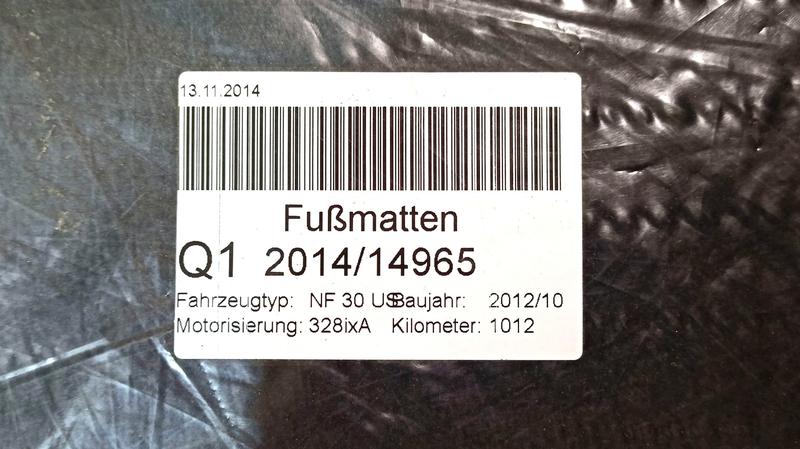 13.11.2014
Fußmatten
Q1 2014/14965
Fahrzeugtyp: NF 30 US Baujahr: 2012/10
Motorisierung: 328ixA Kilometer: 1012